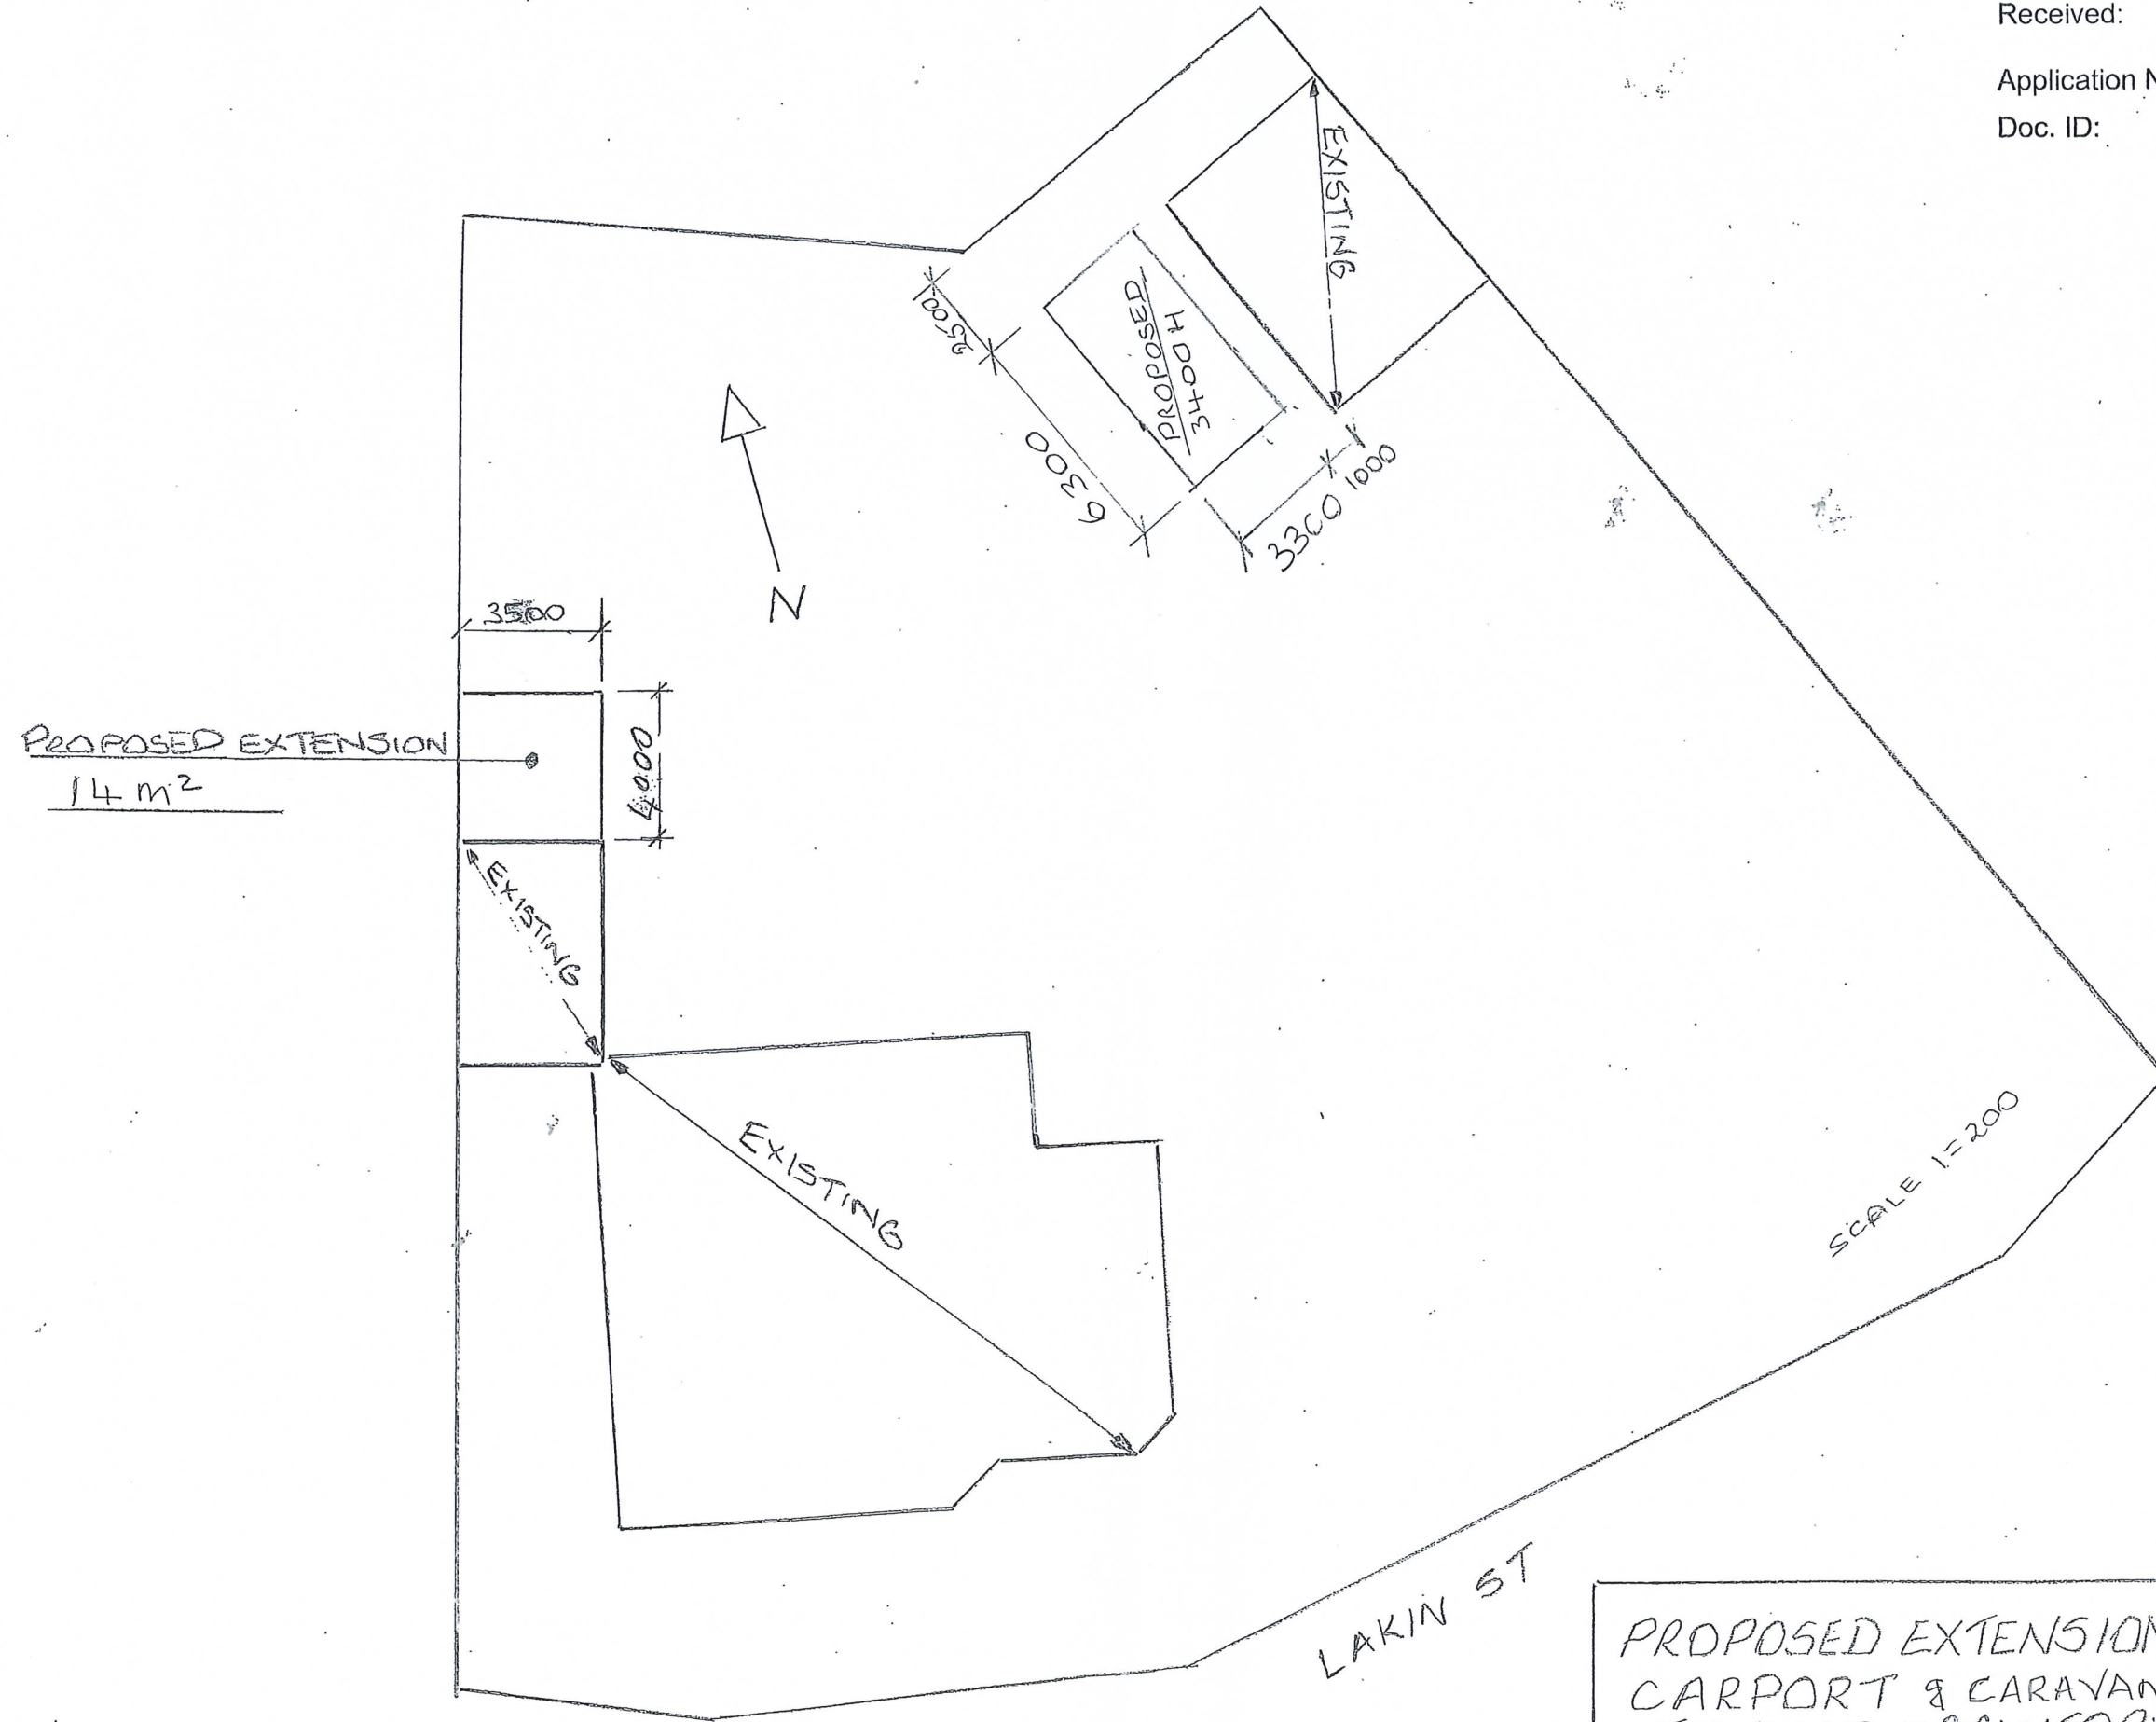 Received:
Application N
Doc. ID:
EXISTING
PROPOSED
3400 H
2500
6300
3300
1000
N
3500
PROPOSED EXTENSION
14 m²
4000
EXISTING
EXISTING
SCALE 1=200
LAKIN ST
PROPOSED EXTENSION
CARPORT & CARAVAN